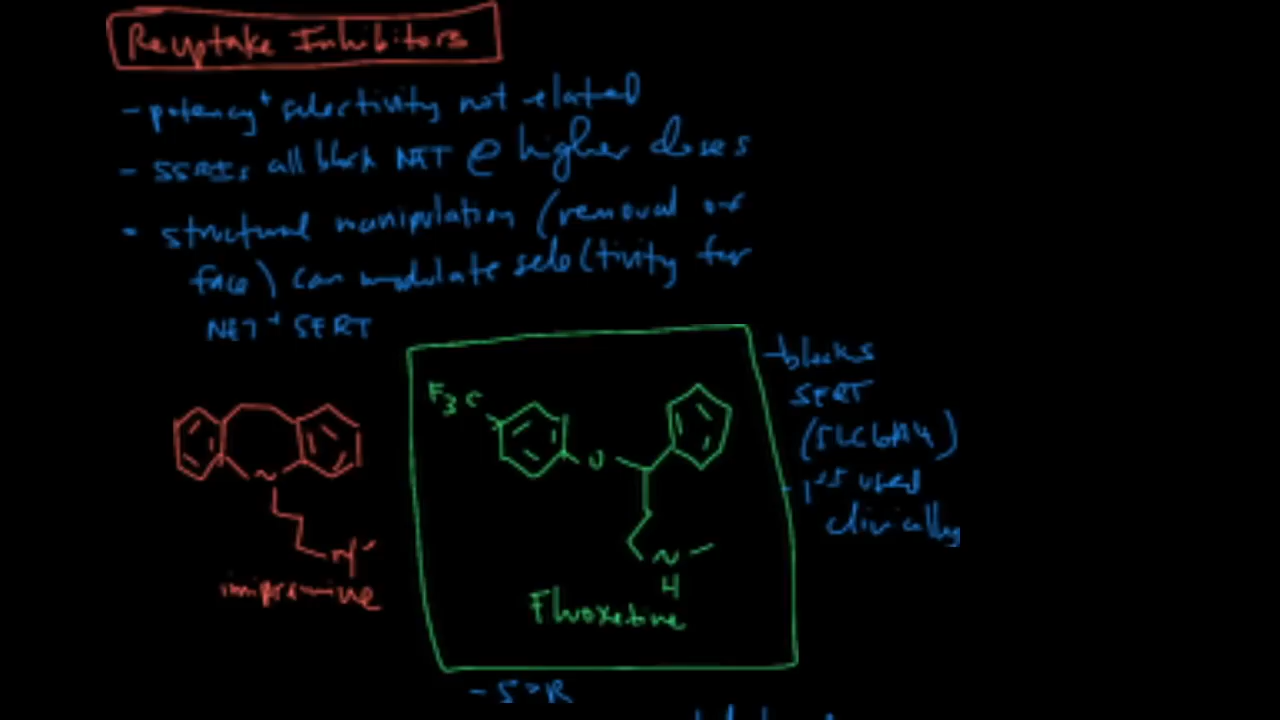 Reuptake Inhibitors
- potency + selectivity not related
- SSRIs all block NET @ higher doses
- structural manipulation (removal of
face) can modulate selectivity for
NET + SERT
- blocks
SERT
(SLC6A4)
- 1st used
clinically
F3C
O
N
H
Fluoxetine
N
N
imipramine
- S > R